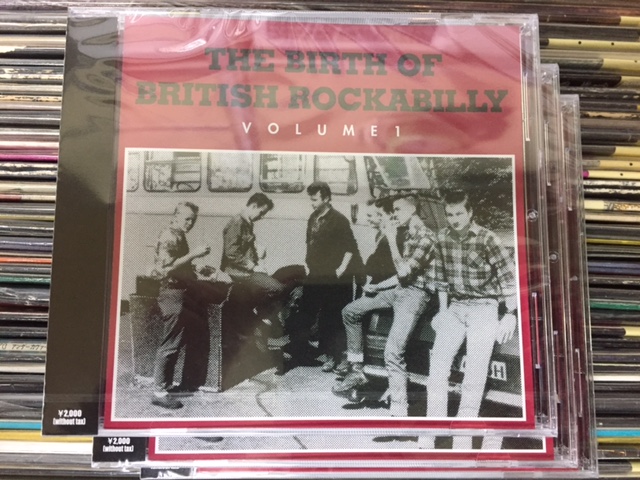 THE BIRTH OF
BRITISH ROCKABILLY
VOLUME 1
¥2,000
(without tax)
¥2,000
(without tax)